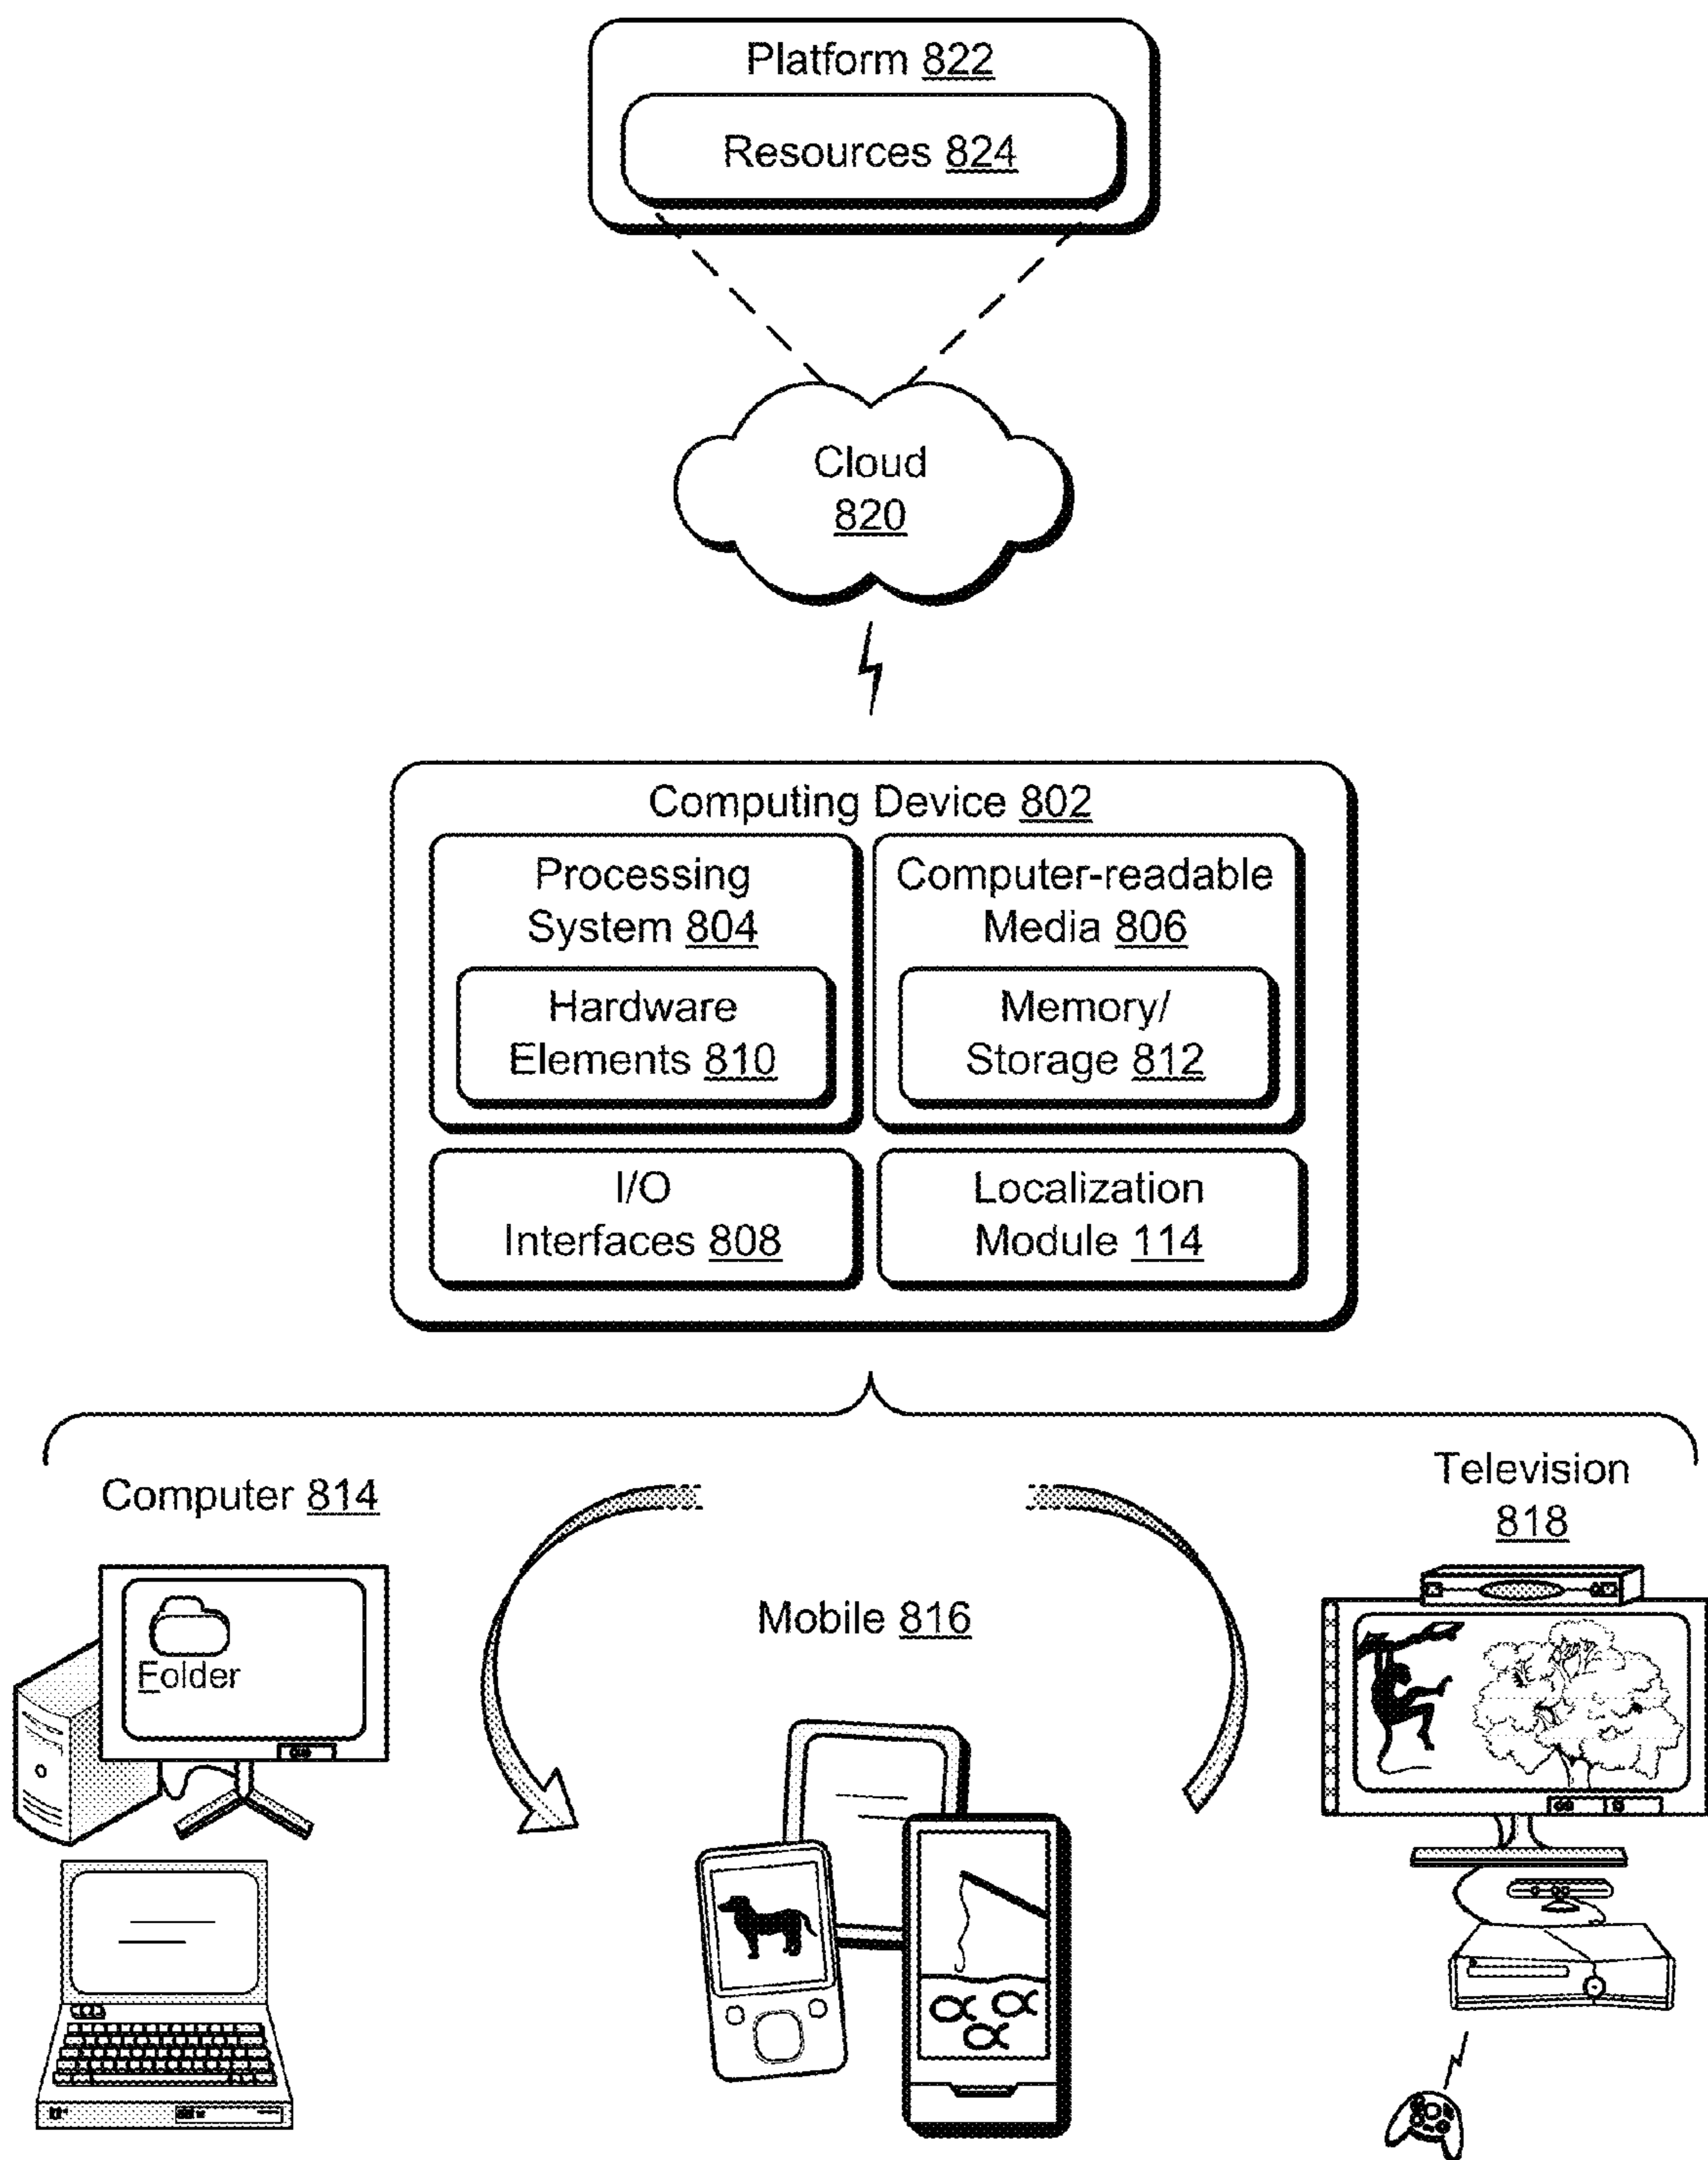 Platform 822
Resources 824
Cloud
820
Computing Device 802
Processing
System 804
Computer-readable
Media 806
Hardware
Elements 810
Memory/
Storage 812
I/O
Interfaces 808
Localization
Module 114
Computer 814
Television
818
Mobile 816
Folder